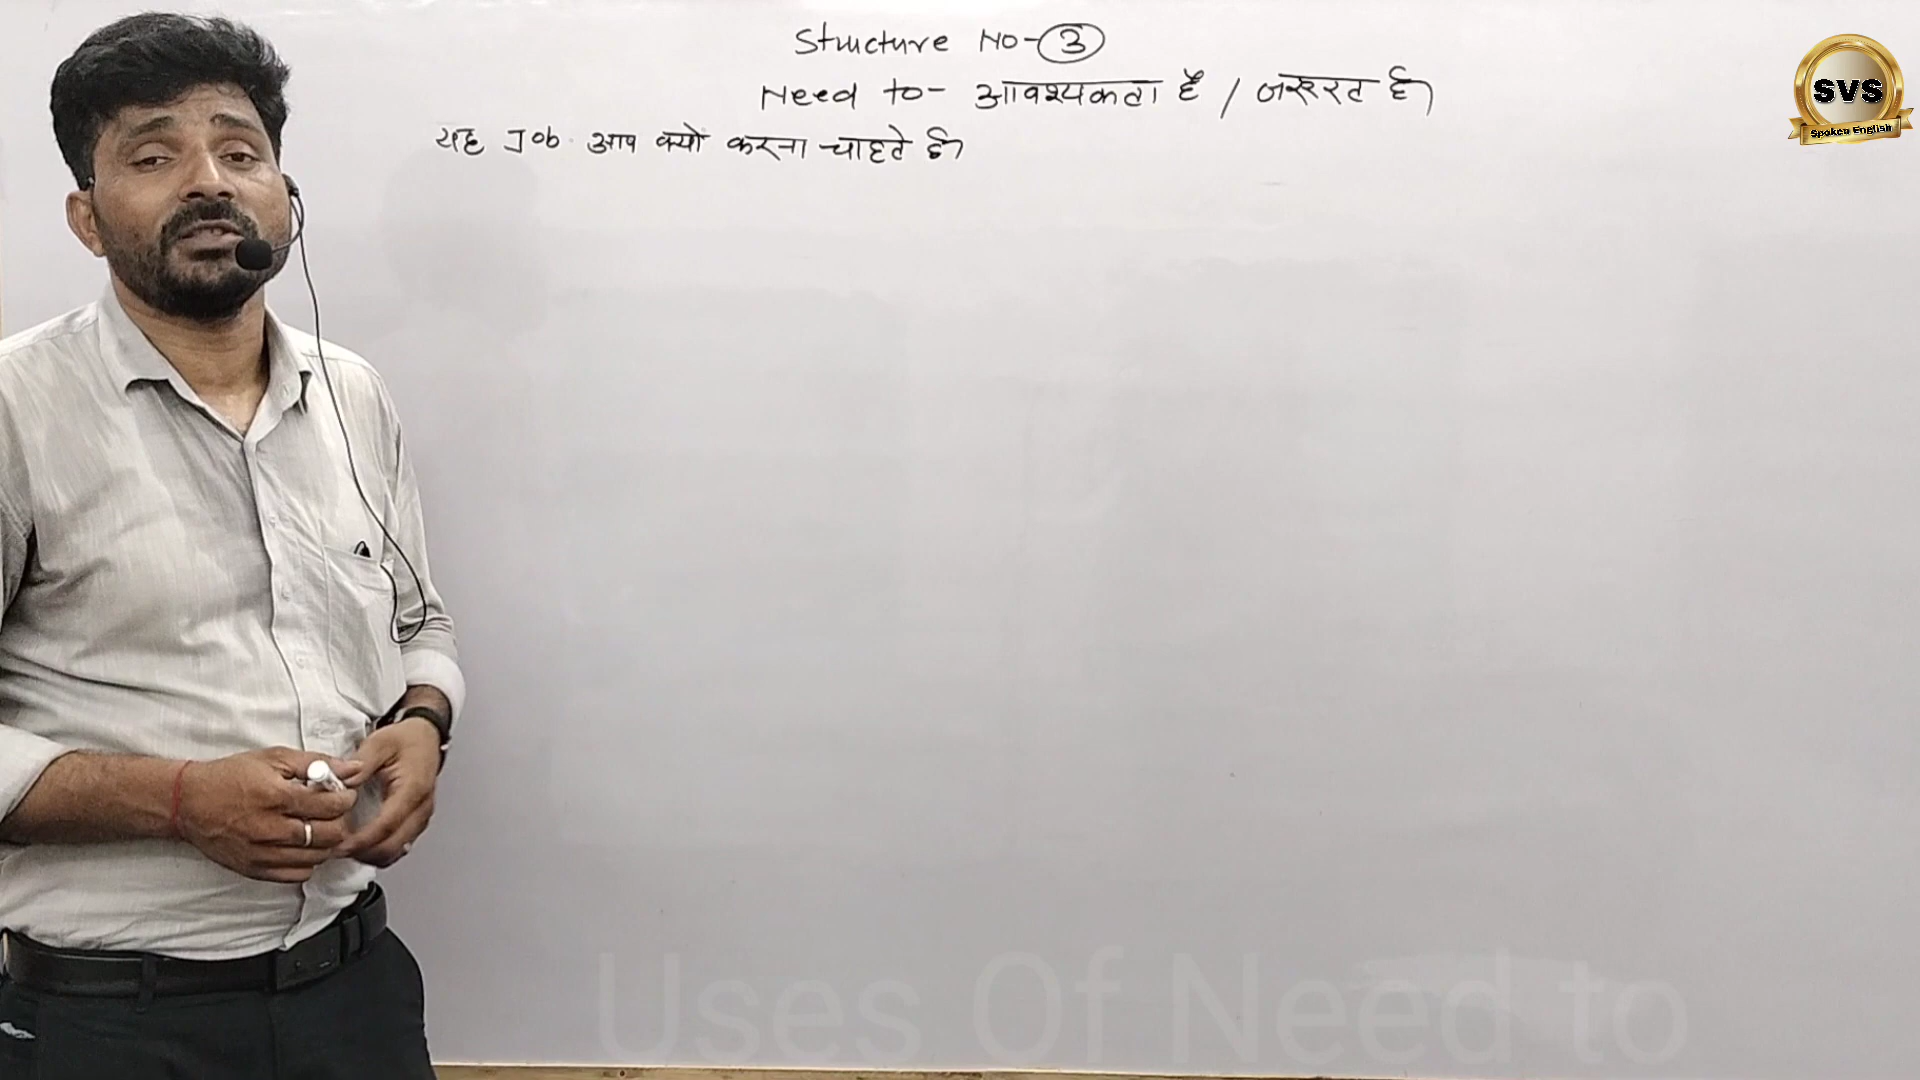 Structure No-3
Need to- आवश्यकता है / जरूरत है।
यह Job आप क्यों करना चाहते है।
SVS
Spoken English
Uses Of Need to